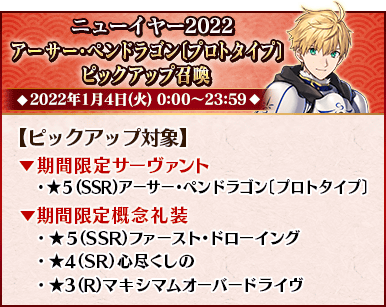 ニューイヤー2022
アーサー・ペンドラゴン〔プロトタイプ〕
ピックアップ召喚
◆2022年1月4日(火) 0:00～23:59◆
【ピックアップ対象】
▼期間限定サーヴァント
・★5(SSR)アーサー・ペンドラゴン〔プロトタイプ〕
▼期間限定概念礼装
・★5(SSR)ファースト・ドローイング
・★4(SR)心尽くしの
・★3(R)マキシマムオーバードライヴ